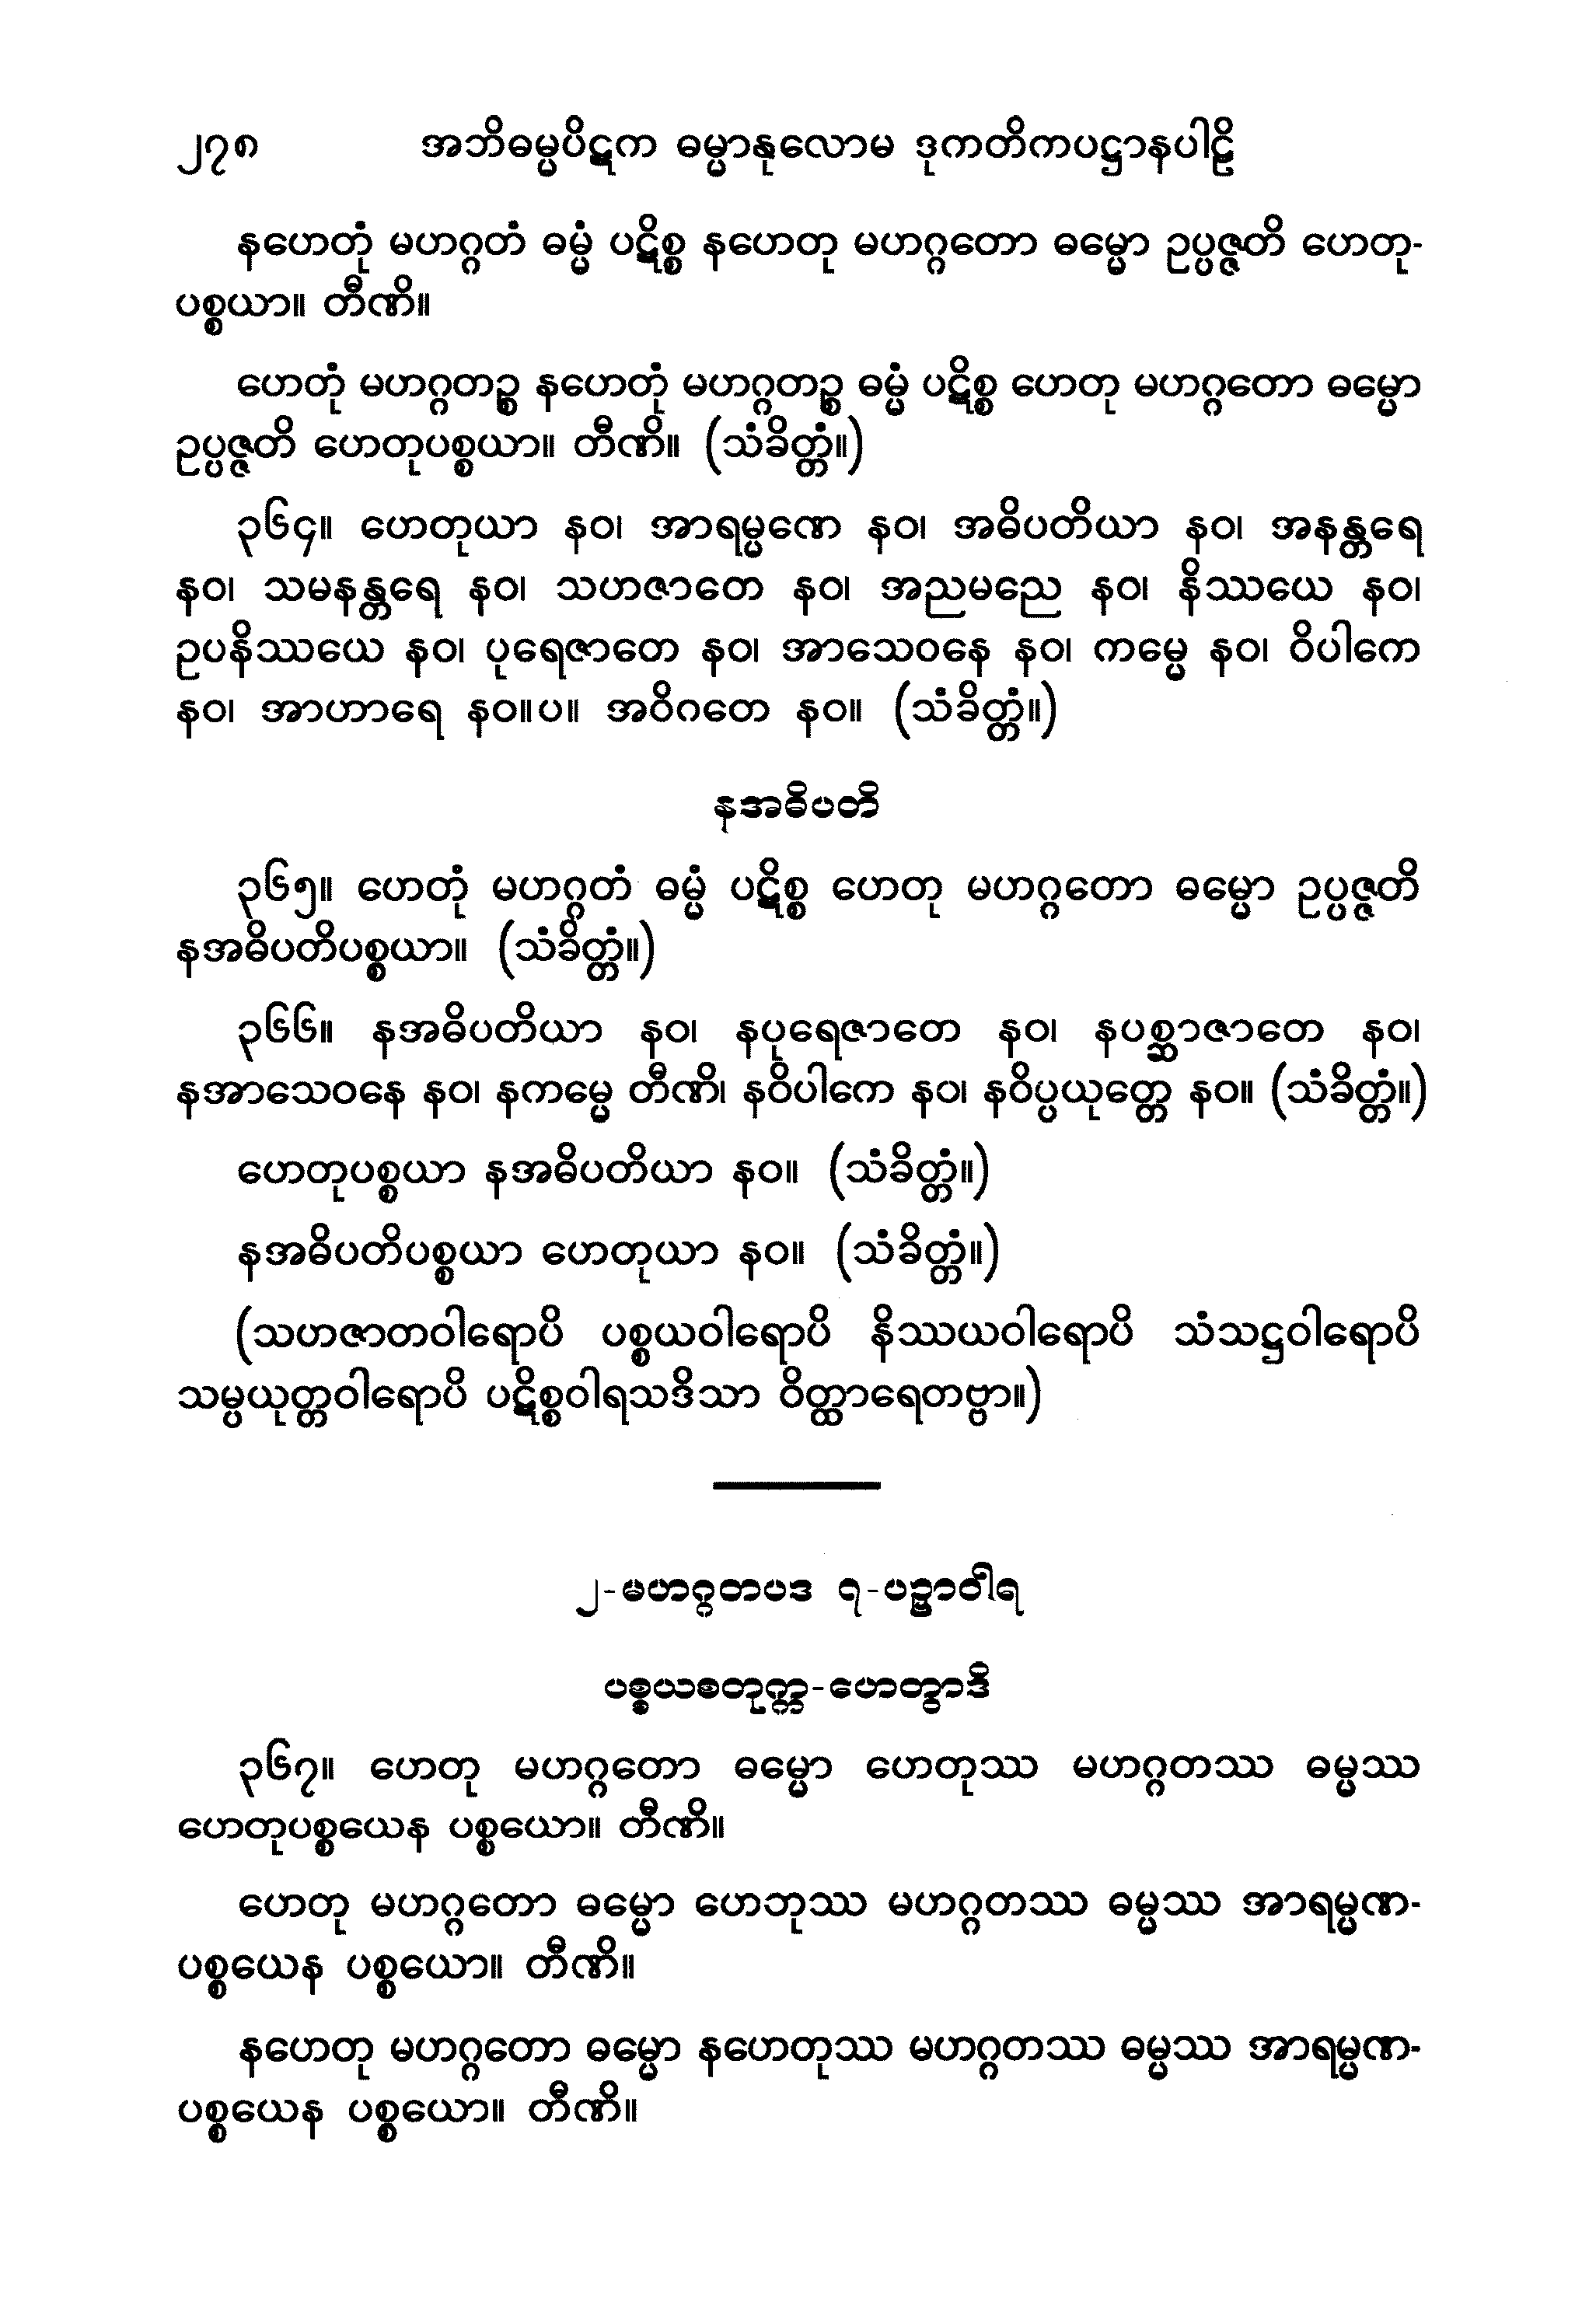 ၂၇၈ အဘိဓမ္မပိဋက ဓမ္မာနုလောမ ဒုကတိကပဋ္ဌာနပါဠိ
နဟေတုံ မဟဂ္ဂတံ ဓမ္မံ ပဋိစ္စ နဟေတု မဟဂ္ဂတော ဓမ္မော ဥပ္ပဇ္ဇတိ ဟေတု-
ပစ္စယာ။ တီဏိ။
ဟေတုံ မဟဂ္ဂတဉ္စ နဟေတုံ မဟဂ္ဂတဉ္စ ဓမ္မံ ပဋိစ္စ ဟေတု မဟဂ္ဂတော ဓမ္မော
ဥပ္ပဇ္ဇတိ ဟေတုပစ္စယာ။ တီဏိ။ (သံခိတ္တံ။)
၃၆၄။ ဟေတုယာ နဝ၊ အာရမ္မဏေ နဝ၊ အဓိပတိယာ နဝ၊ အနန္တရေ
နဝ၊ သမနန္တရေ နဝ၊ သဟဇာတေ နဝ၊ အညမညေ နဝ၊ နိဿယေ နဝ၊
ဥပနိဿယေ နဝ၊ ပုရေဇာတေ နဝ၊ အာသေဝနေ နဝ၊ ကမ္မေ နဝ၊ ဝိပါကေ
နဝ၊ အာဟာရေ နဝ။ပ။ အဝိဂတေ နဝ။ (သံခိတ္တံ။)
နအဓိပတိ
၃၆၅။ ဟေတုံ မဟဂ္ဂတံ ဓမ္မံ ပဋိစ္စ ဟေတု မဟဂ္ဂတော ဓမ္မော ဥပ္ပဇ္ဇတိ
နအဓိပတိပစ္စယာ။ (သံခိတ္တံ။)
၃၆၆။ နအဓိပတိယာ နဝ၊ နပုရေဇာတေ နဝ၊ နပစ္ဆာဇာတေ နဝ၊
နအာသေဝနေ နဝ၊ နကမ္မေ တီဏိ၊ နဝိပါကေ နပ၊ နဝိပ္ပယုတ္တေ နဝ။ (သံခိတ္တံ။)
ဟေတုပစ္စယာ နအဓိပတိယာ နဝ။ (သံခိတ္တံ။)
နအဓိပတိပစ္စယာ ဟေတုယာ နဝ။ (သံခိတ္တံ။)
(သဟဇာတဝါရောပိ ပစ္စယဝါရောပိ နိဿယဝါရောပိ သံသဋ္ဌဝါရောပိ
သမ္ပယုတ္တဝါရောပိ ပဋိစ္စဝါရသဒိသာ ဝိတ္ထာရေတဗ္ဗာ။)
၂-မဟဂ္ဂတပဒ ၇-ပဉှာဝါရ
ပစ္စယစတုက္က-ဟေတွာဒိ
၃၆၇။ ဟေတု မဟဂ္ဂတော ဓမ္မော ဟေတုဿ မဟဂ္ဂတဿ ဓမ္မဿ
ဟေတုပစ္စယေန ပစ္စယော။ တီဏိ။
ဟေတု မဟဂ္ဂတော ဓမ္မော ဟေဘုဿ မဟဂ္ဂတဿ ဓမ္မဿ အာရမ္မဏ-
ပစ္စယေန ပစ္စယော။ တီဏိ။
နဟေတု မဟဂ္ဂတော ဓမ္မော နဟေတုဿ မဟဂ္ဂတဿ ဓမ္မဿ အာရမ္မဏ-
ပစ္စယေန ပစ္စယော။ တီဏိ။